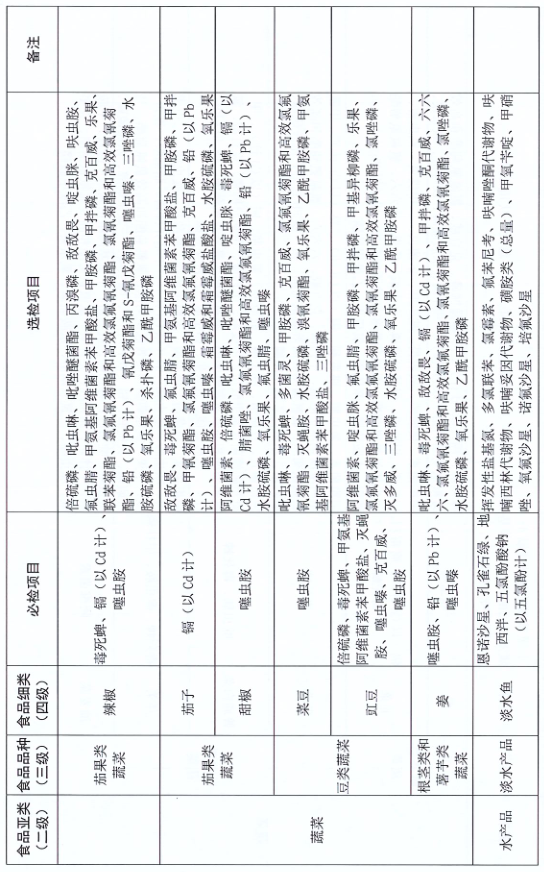 食品亚类
（二级）
食品品种
（三级）
食品细类
（四级）
必检项目
选检项目
备注
茄果类
蔬菜
辣椒
毒死蜱、镉（以 Cd 计）、
噻虫胺
倍硫磷、吡虫啉、吡唑醚菌酯、丙溴磷、敌敌畏、啶虫脒、呋虫胺、
氟虫腈、甲氨基阿维菌素苯甲酸盐、甲胺磷、甲拌磷、克百威、乐果、
联苯菊酯、氯氟氰菊酯和高效氯氟氰菊酯、氯氰菊酯和高效氯氰菊
酯、铅（以 Pb 计）、氰戊菊酯和 S-氰戊菊酯、噻虫嗪、三唑磷、水
胺硫磷、氧乐果、杀扑磷、乙酰甲胺磷
蔬菜
茄果类
蔬菜
茄子
镉（以 Cd 计）
敌敌畏、毒死蜱、氟虫腈、甲氨基阿维菌素苯甲酸盐、甲胺磷、甲拌
磷、甲氰菊酯、氯氟氰菊酯和高效氯氟氰菊酯、克百威、铅（以 Pb
计）、噻虫胺、噻虫嗪、霜霉威和霜霉威盐酸盐、水胺硫磷、氧乐果
甜椒
噻虫胺
阿维菌素、倍硫磷、吡虫啉、吡唑醚菌酯、啶虫脒、毒死蜱、镉（以
Cd 计）、腈菌唑、氯氟氰菊酯和高效氯氟氰菊酯、铅（以 Pb 计）、
水胺硫磷、氧乐果、氟虫腈、噻虫嗪
豆类蔬菜
菜豆
噻虫胺
吡虫啉、毒死蜱、多菌灵、甲胺磷、克百威、氯氟氰菊酯和高效氯氟
氰菊酯、灭蝇胺、水胺硫磷、溴氰菊酯、氧乐果、乙酰甲胺磷、甲氨
基阿维菌素苯甲酸盐、三唑磷
豇豆
倍硫磷、毒死蜱、甲氨基
阿维菌素苯甲酸盐、灭蝇
胺、噻虫嗪、克百威、
噻虫胺
阿维菌素、啶虫脒、氟虫腈、甲胺磷、甲拌磷、甲基异柳磷、乐果、
氯氟氰菊酯和高效氯氟氰菊酯、氯氰菊酯和高效氯氰菊酯、氯唑磷、
灭多威、三唑磷、水胺硫磷、氧乐果、乙酰甲胺磷
根茎类和
薯芋类
蔬菜
姜
噻虫胺、铅（以 Pb 计）、
噻虫嗪
吡虫啉、毒死蜱、敌敌畏、镉（以 Cd 计）、甲拌磷、克百威、六六
六、氯氟氰菊酯和高效氯氟氰菊酯、氯氰菊酯和高效氯氰菊酯、氯唑磷、
水胺硫磷、氧乐果、乙酰甲胺磷
水产品
淡水产品
淡水鱼
恩诺沙星、孔雀石绿、地
西泮、五氯酚酸钠
（以五氯酚计）
挥发性盐基氮、多氯联苯、氯霉素、氟苯尼考、呋喃唑酮代谢物、呋
喃西林代谢物、呋喃妥因代谢物、磺胺类（总量）、甲氧苄啶、甲硝
唑、氧氟沙星、诺氟沙星、培氟沙星